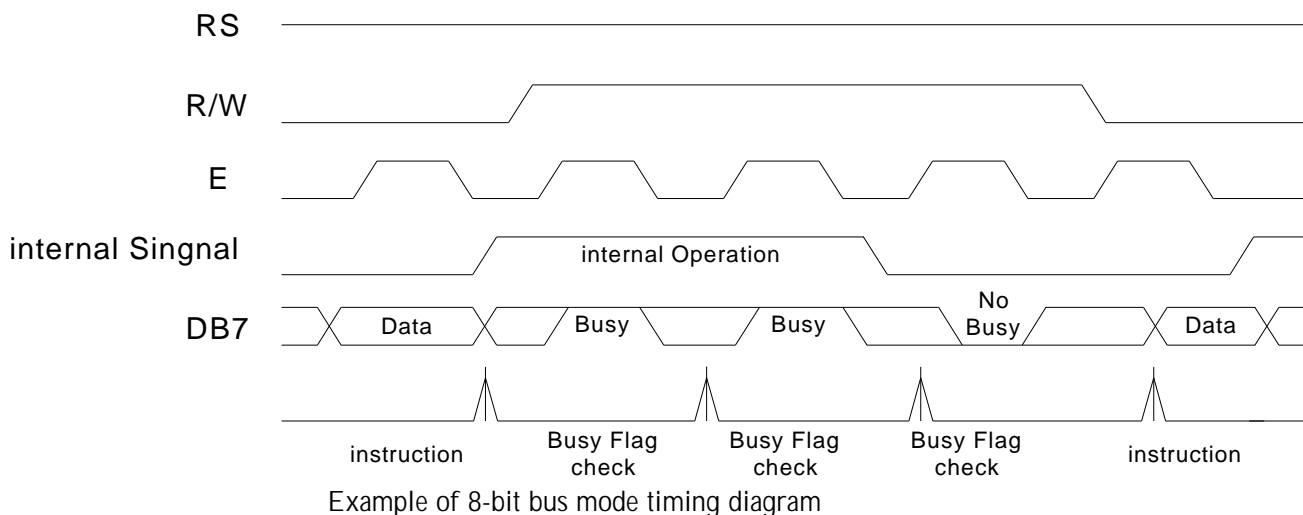 RS
R/W
E
internal Singnal
internal Operation
DB7
Data
Busy
Busy
No
Busy
Data
instruction
Busy Flag
check
Busy Flag
check
Busy Flag
check
instruction
Example of 8-bit bus mode timing diagram